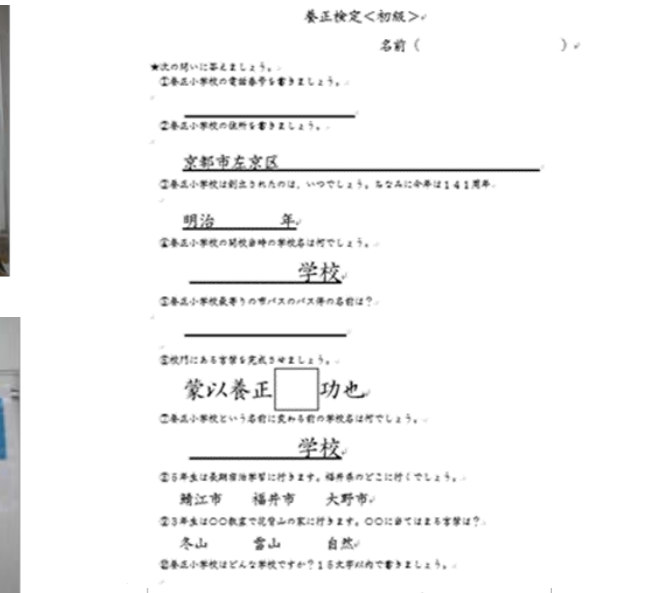 養正検定＜初級＞
名前（　　　　　　　　　）
★次の問いに答えましょう。
①養正小学校の電話番号を書きましょう。
②養正小学校の住所を書きましょう。
京都市左京区
③養正小学校は創立されたのは，いつでしょう。ちなみに今年は１４１周年
明治　　　　年
④養正小学校の開校当時の学校名は何でしょう。
学校
⑤養正小学校最寄りの市バスのバス停の名前は？
⑥校門にある言葉を完成させましょう。
蒙以養正□功也
⑦養正小学校という名前に変わる前の学校名は何でしょう。
学校
⑧５年生は長期宿泊学習に行きます。福井県のどこに行くでしょう。
鯖江市　　福井市　　大野市
⑨３年生は〇〇教室で花背山の家に行きます。〇〇に当てはまる言葉は？
冬山　　雪山　　自然
⑩養正小学校はどんな学校ですか？１５文字以内で書きましょう。